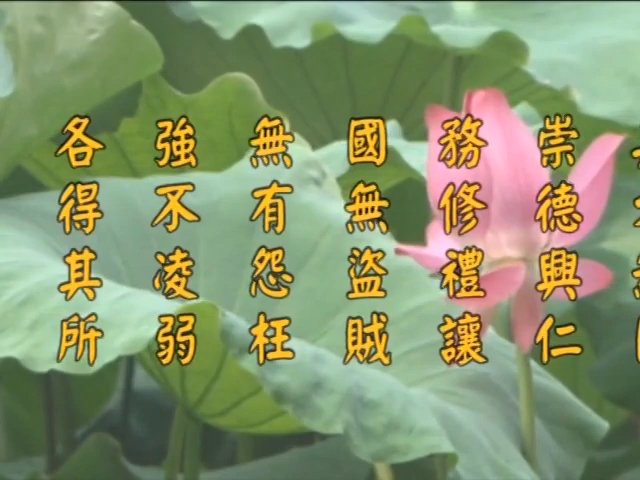 崇德興仁
務修禮讓
國無盜賊
無有怨枉
強不凌弱
各得其所